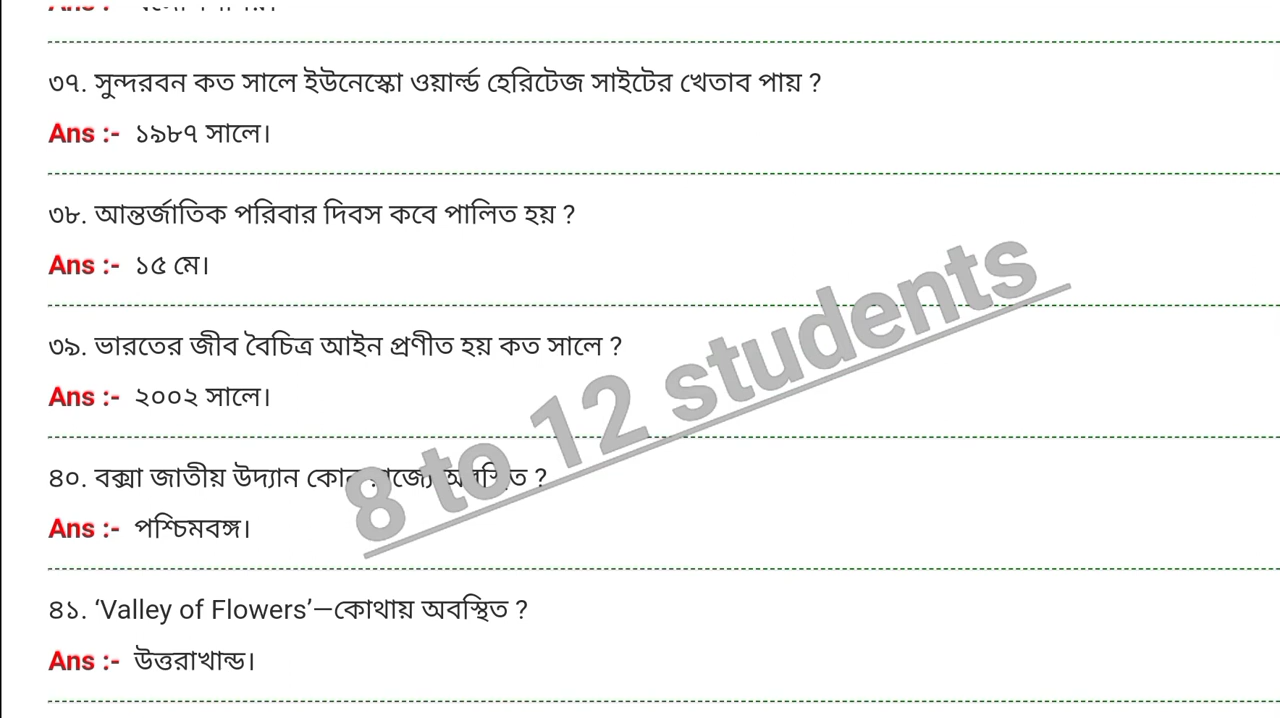 ৩৭. সুন্দরবন কত সালে ইউনেস্কো ওয়ার্ল্ড হেরিটেজ সাইটের খেতাব পায় ?
Ans :- ১৯৮৭ সালে।
৩৮. আন্তর্জাতিক পরিবার দিবস কবে পালিত হয় ?
Ans :- ১৫ মে।
৩৯. ভারতের জীব বৈচিত্র আইন প্রণীত হয় কত সালে ?
Ans :- ২০০২ সালে।
৪০. বক্সা জাতীয় উদ্যান কোন রাজ্যে অবস্থিত ?
Ans :- পশ্চিমবঙ্গ।
৪১. ‘Valley of Flowers’—কোথায় অবস্থিত ?
Ans :- উত্তরাখান্ড।
8 to 12 students